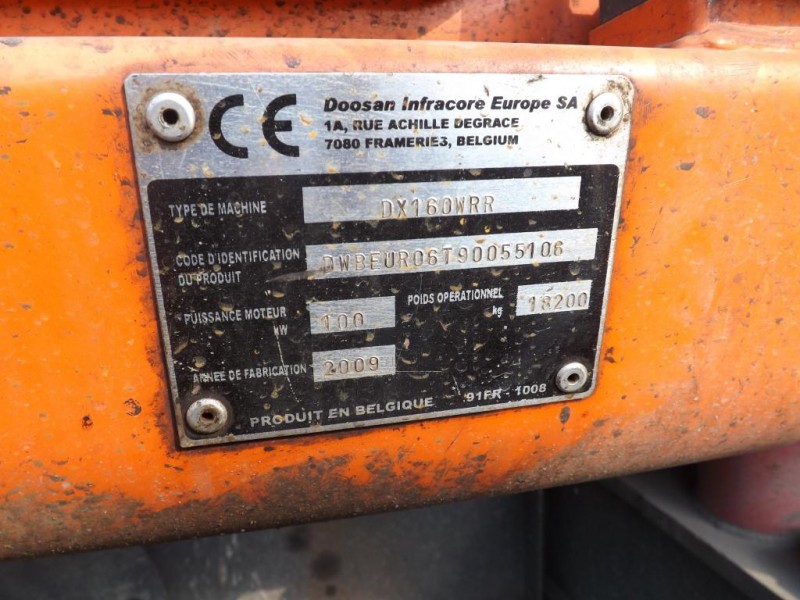 CE
Doosan Infracore Europe SA
1A, RUE ACHILLE DEGRACE
7080 FRAMERIE3, BELGIUM
TYPE DE MACHINE DX160WRR
CODE D'IDENTIFICATION DU PRODUIT DWBEUR06T90055106
PUISSANCE MOTEUR kW 100 POIDS OPERATIONNEL kg 18200
ANNEE DE FABRICATION 2009
PRODUIT EN BELGIQUE 91FR - 1008